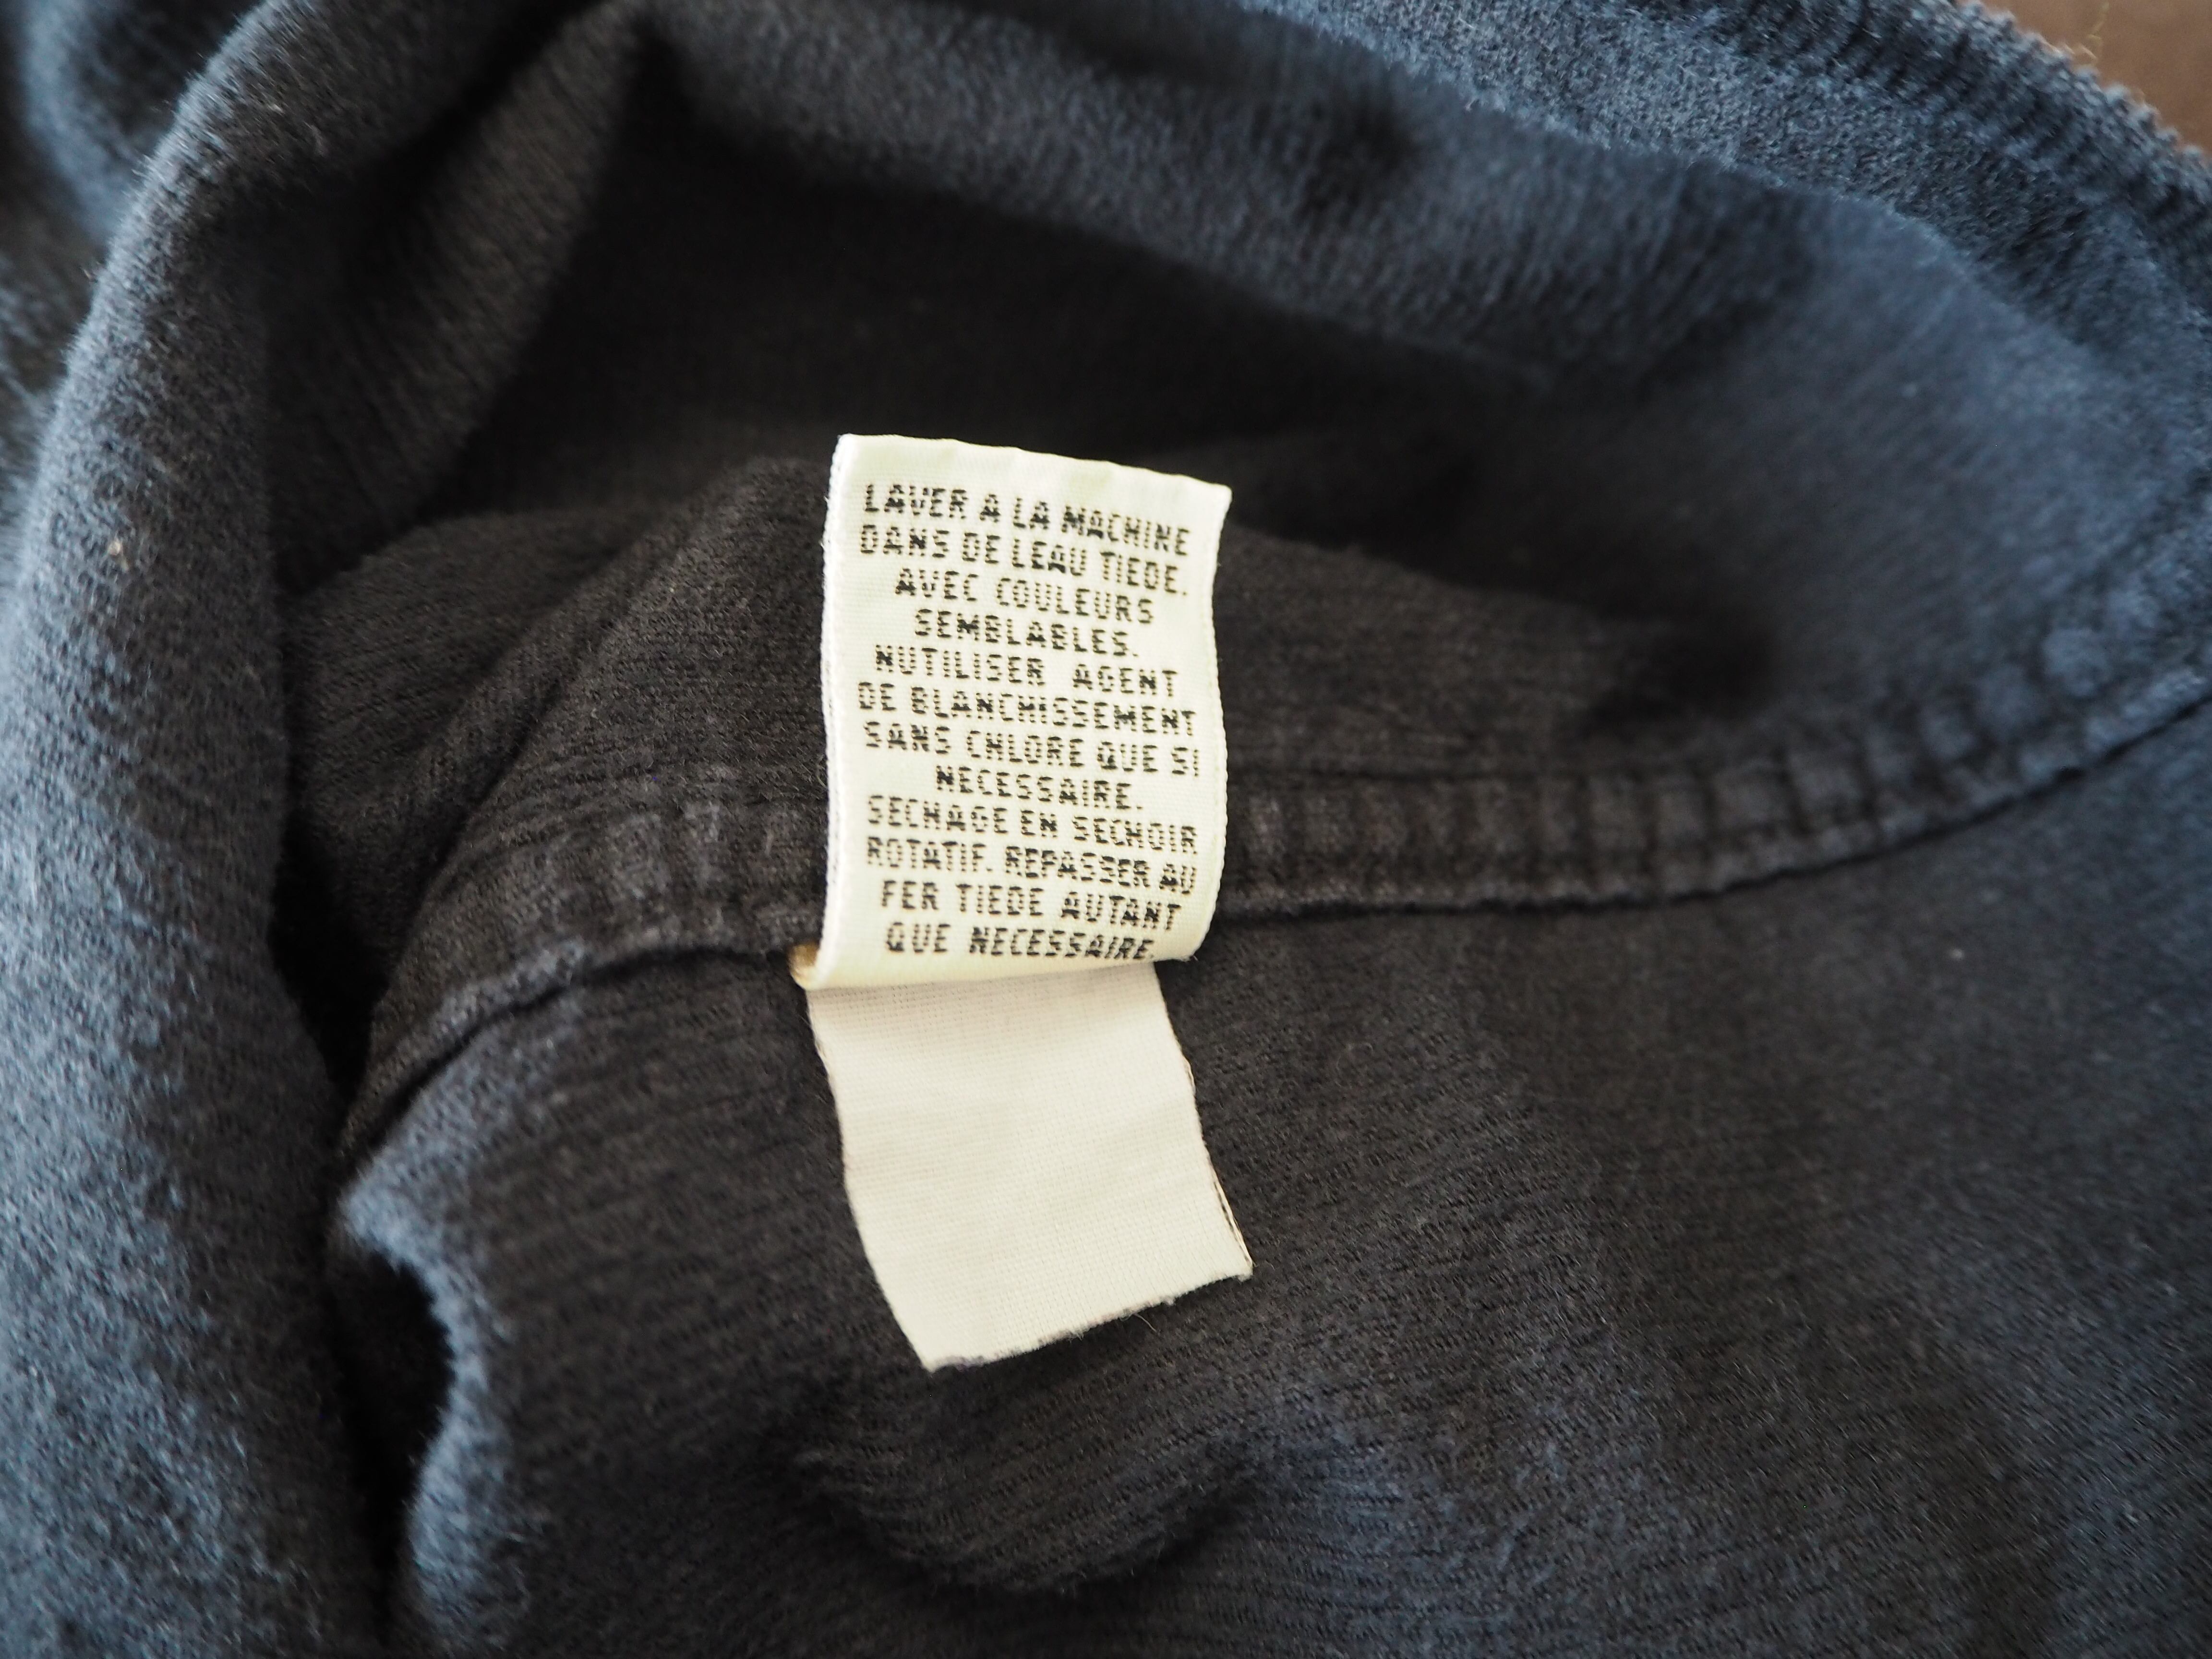 LAVER A LA MACHINE
DANS DE LEAU TIEDE.
AVEC COULEURS
SEMBLABLES.
NUTILISER AGENT
DE BLANCHISSEMENT
SANS CHLORE QUE SI
NECESSAIRE.
SECHAGE EN SECHOIR
ROTATIF. REPASSER AU
FER TIEDE AUTANT
QUE NECESSAIRE.